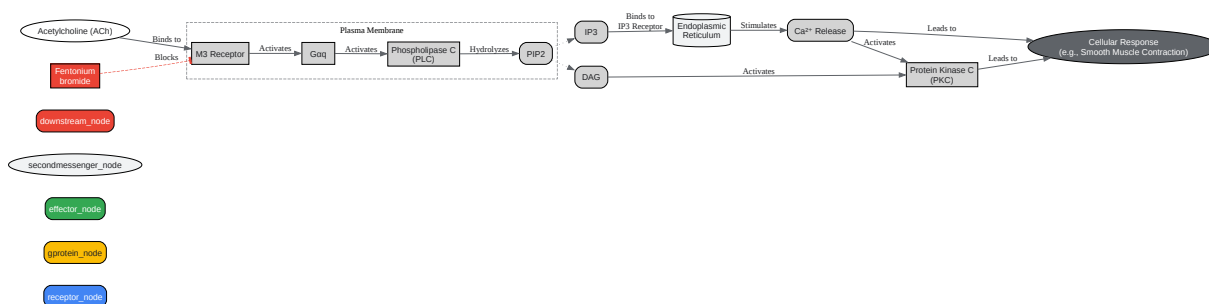 Acetylcholine (ACh)
Binds to
Fentonium
bromide
Blocks
Plasma Membrane
M3 Receptor
Activates
Gαq
Activates
Phospholipase C
(PLC)
Hydrolyzes
PIP2
IP3
DAG
Binds to
IP3 Receptor
Endoplasmic
Reticulum
Stimulates
Ca²⁺ Release
Activates
Leads to
Activates
Protein Kinase C
(PKC)
Leads to
Cellular Response
(e.g., Smooth Muscle Contraction)
downstream_node
secondmessenger_node
effector_node
gprotein_node
receptor_node